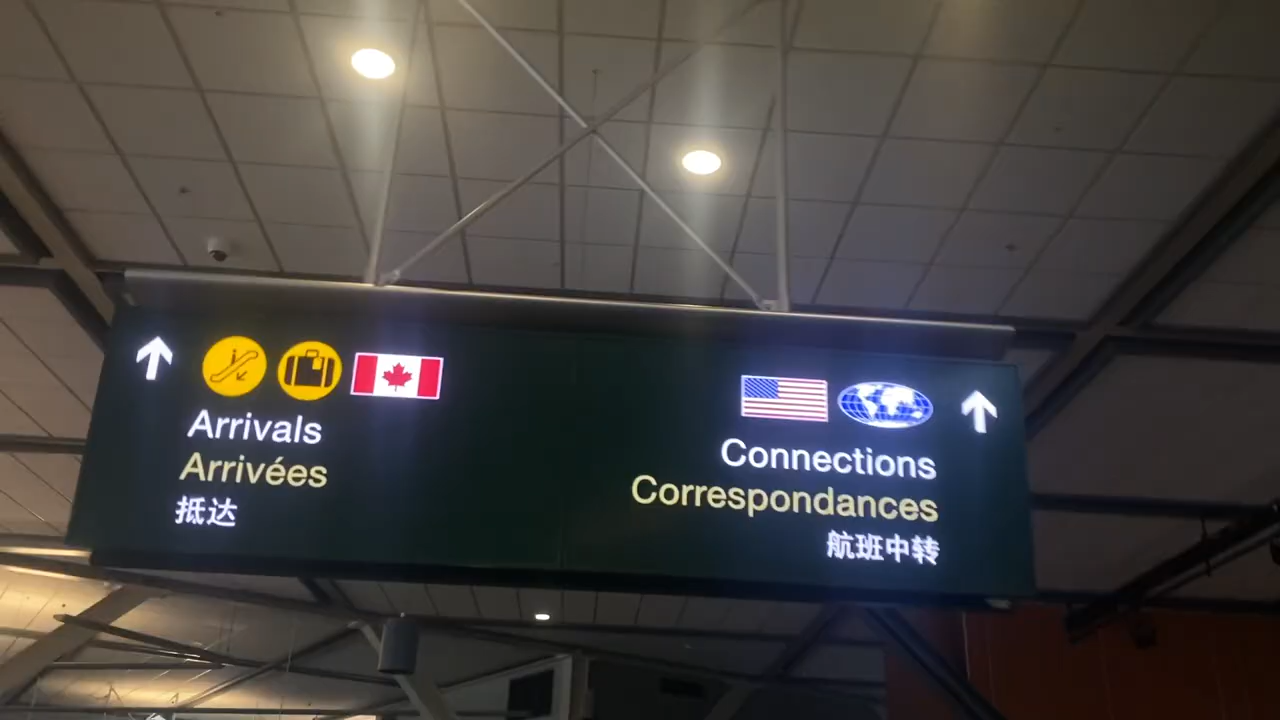 Arrivals
Arrivées
抵达
Connections
Correspondances
航班中转